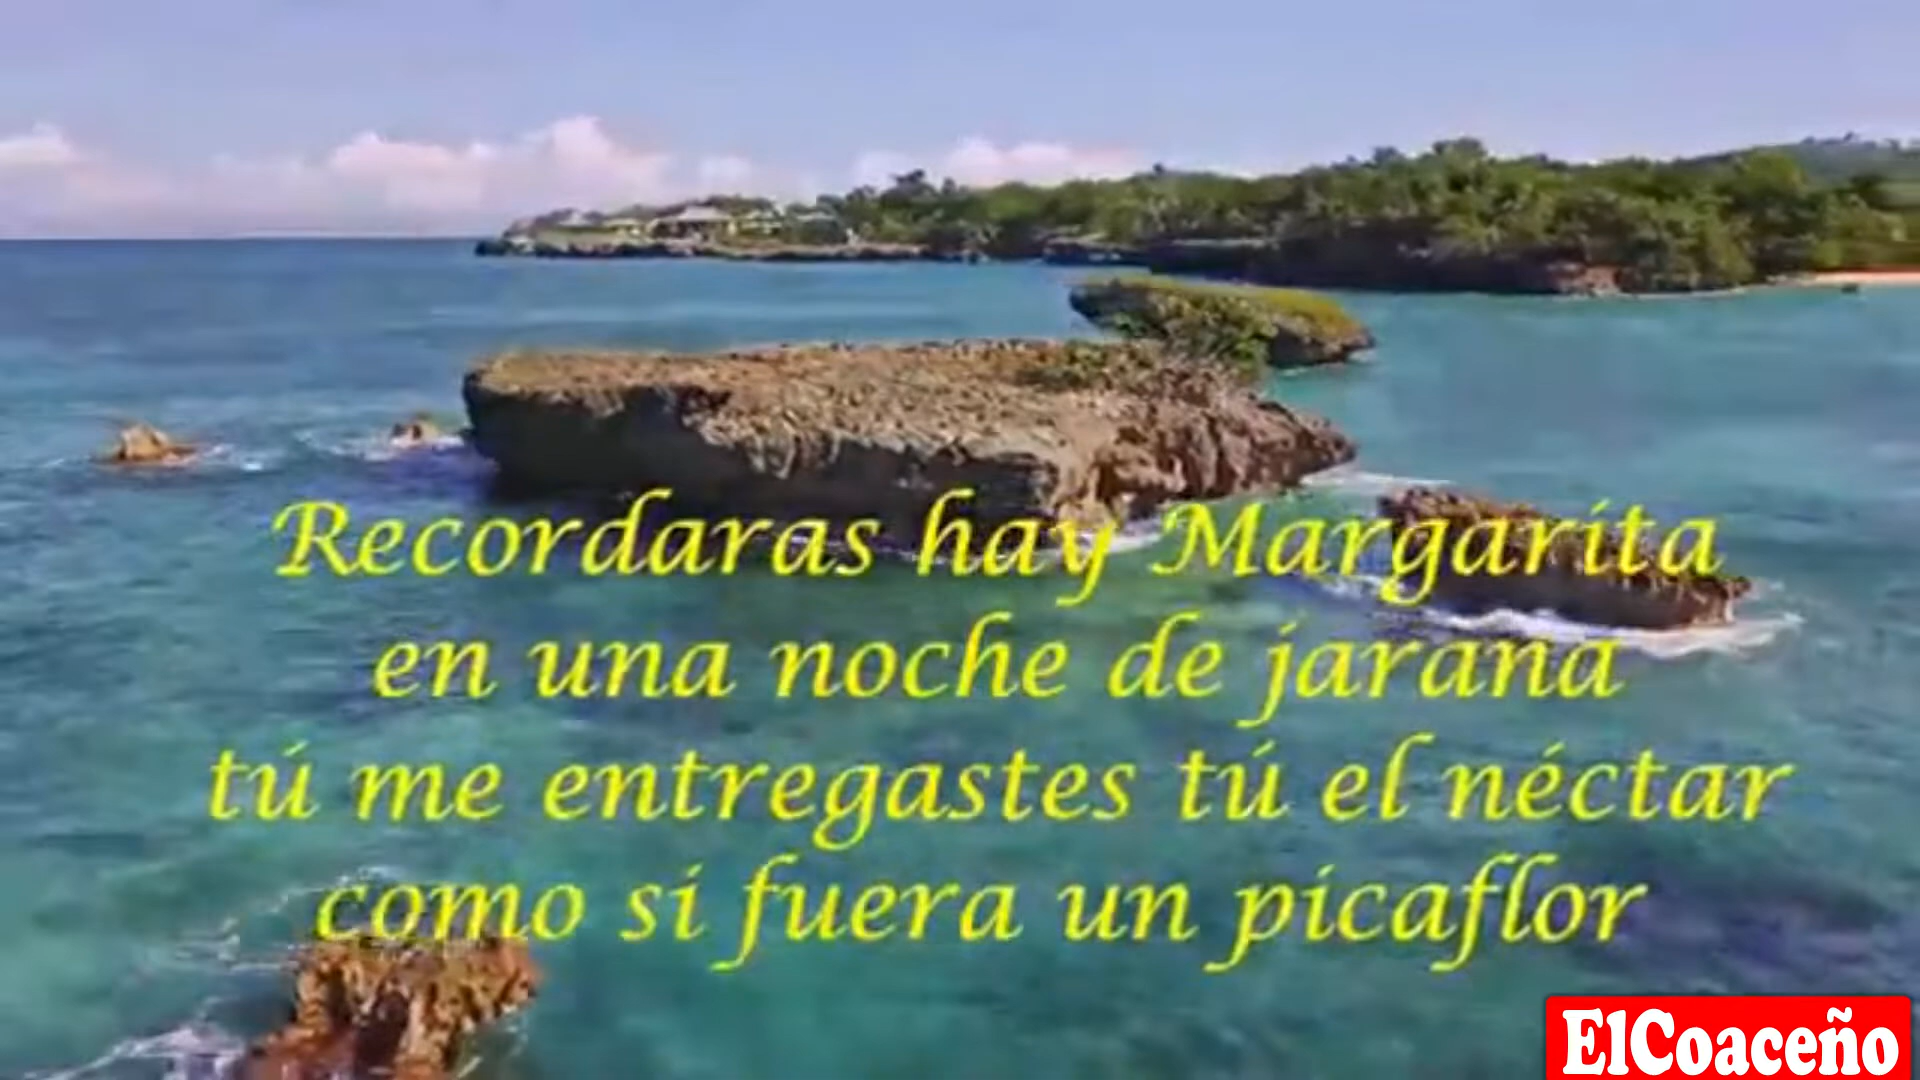 Recordaras hay Margarita
en una noche de jarana
tú me entregastes tú el néctar
como si fuera un picaflor
ElCoaceño